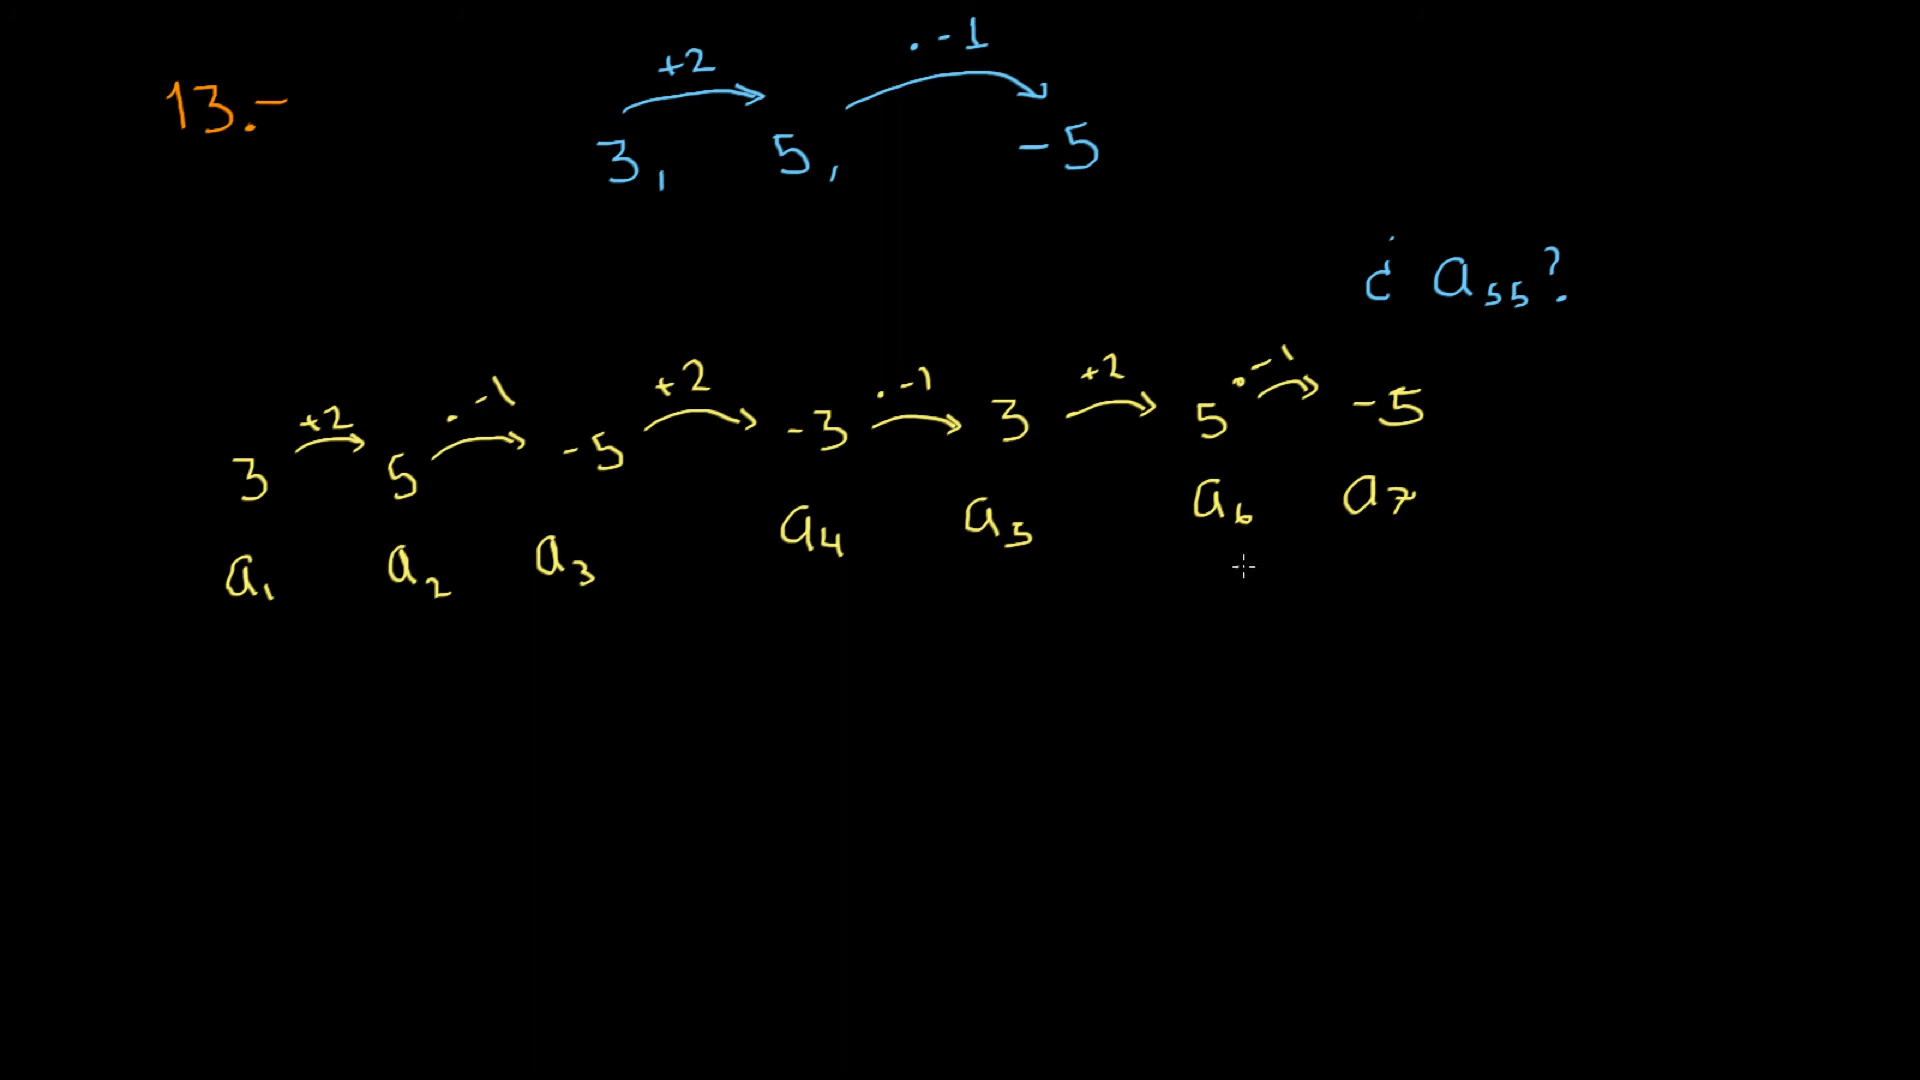 +2 · -1
13.- 3, 5, -5
¿ a₅₅?
+2 · -1 +2 · -1 +2 · -1
3 5 -5 -3 3 5 -5
a₁ a₂ a₃ a₄ a₅ a₆ a₇